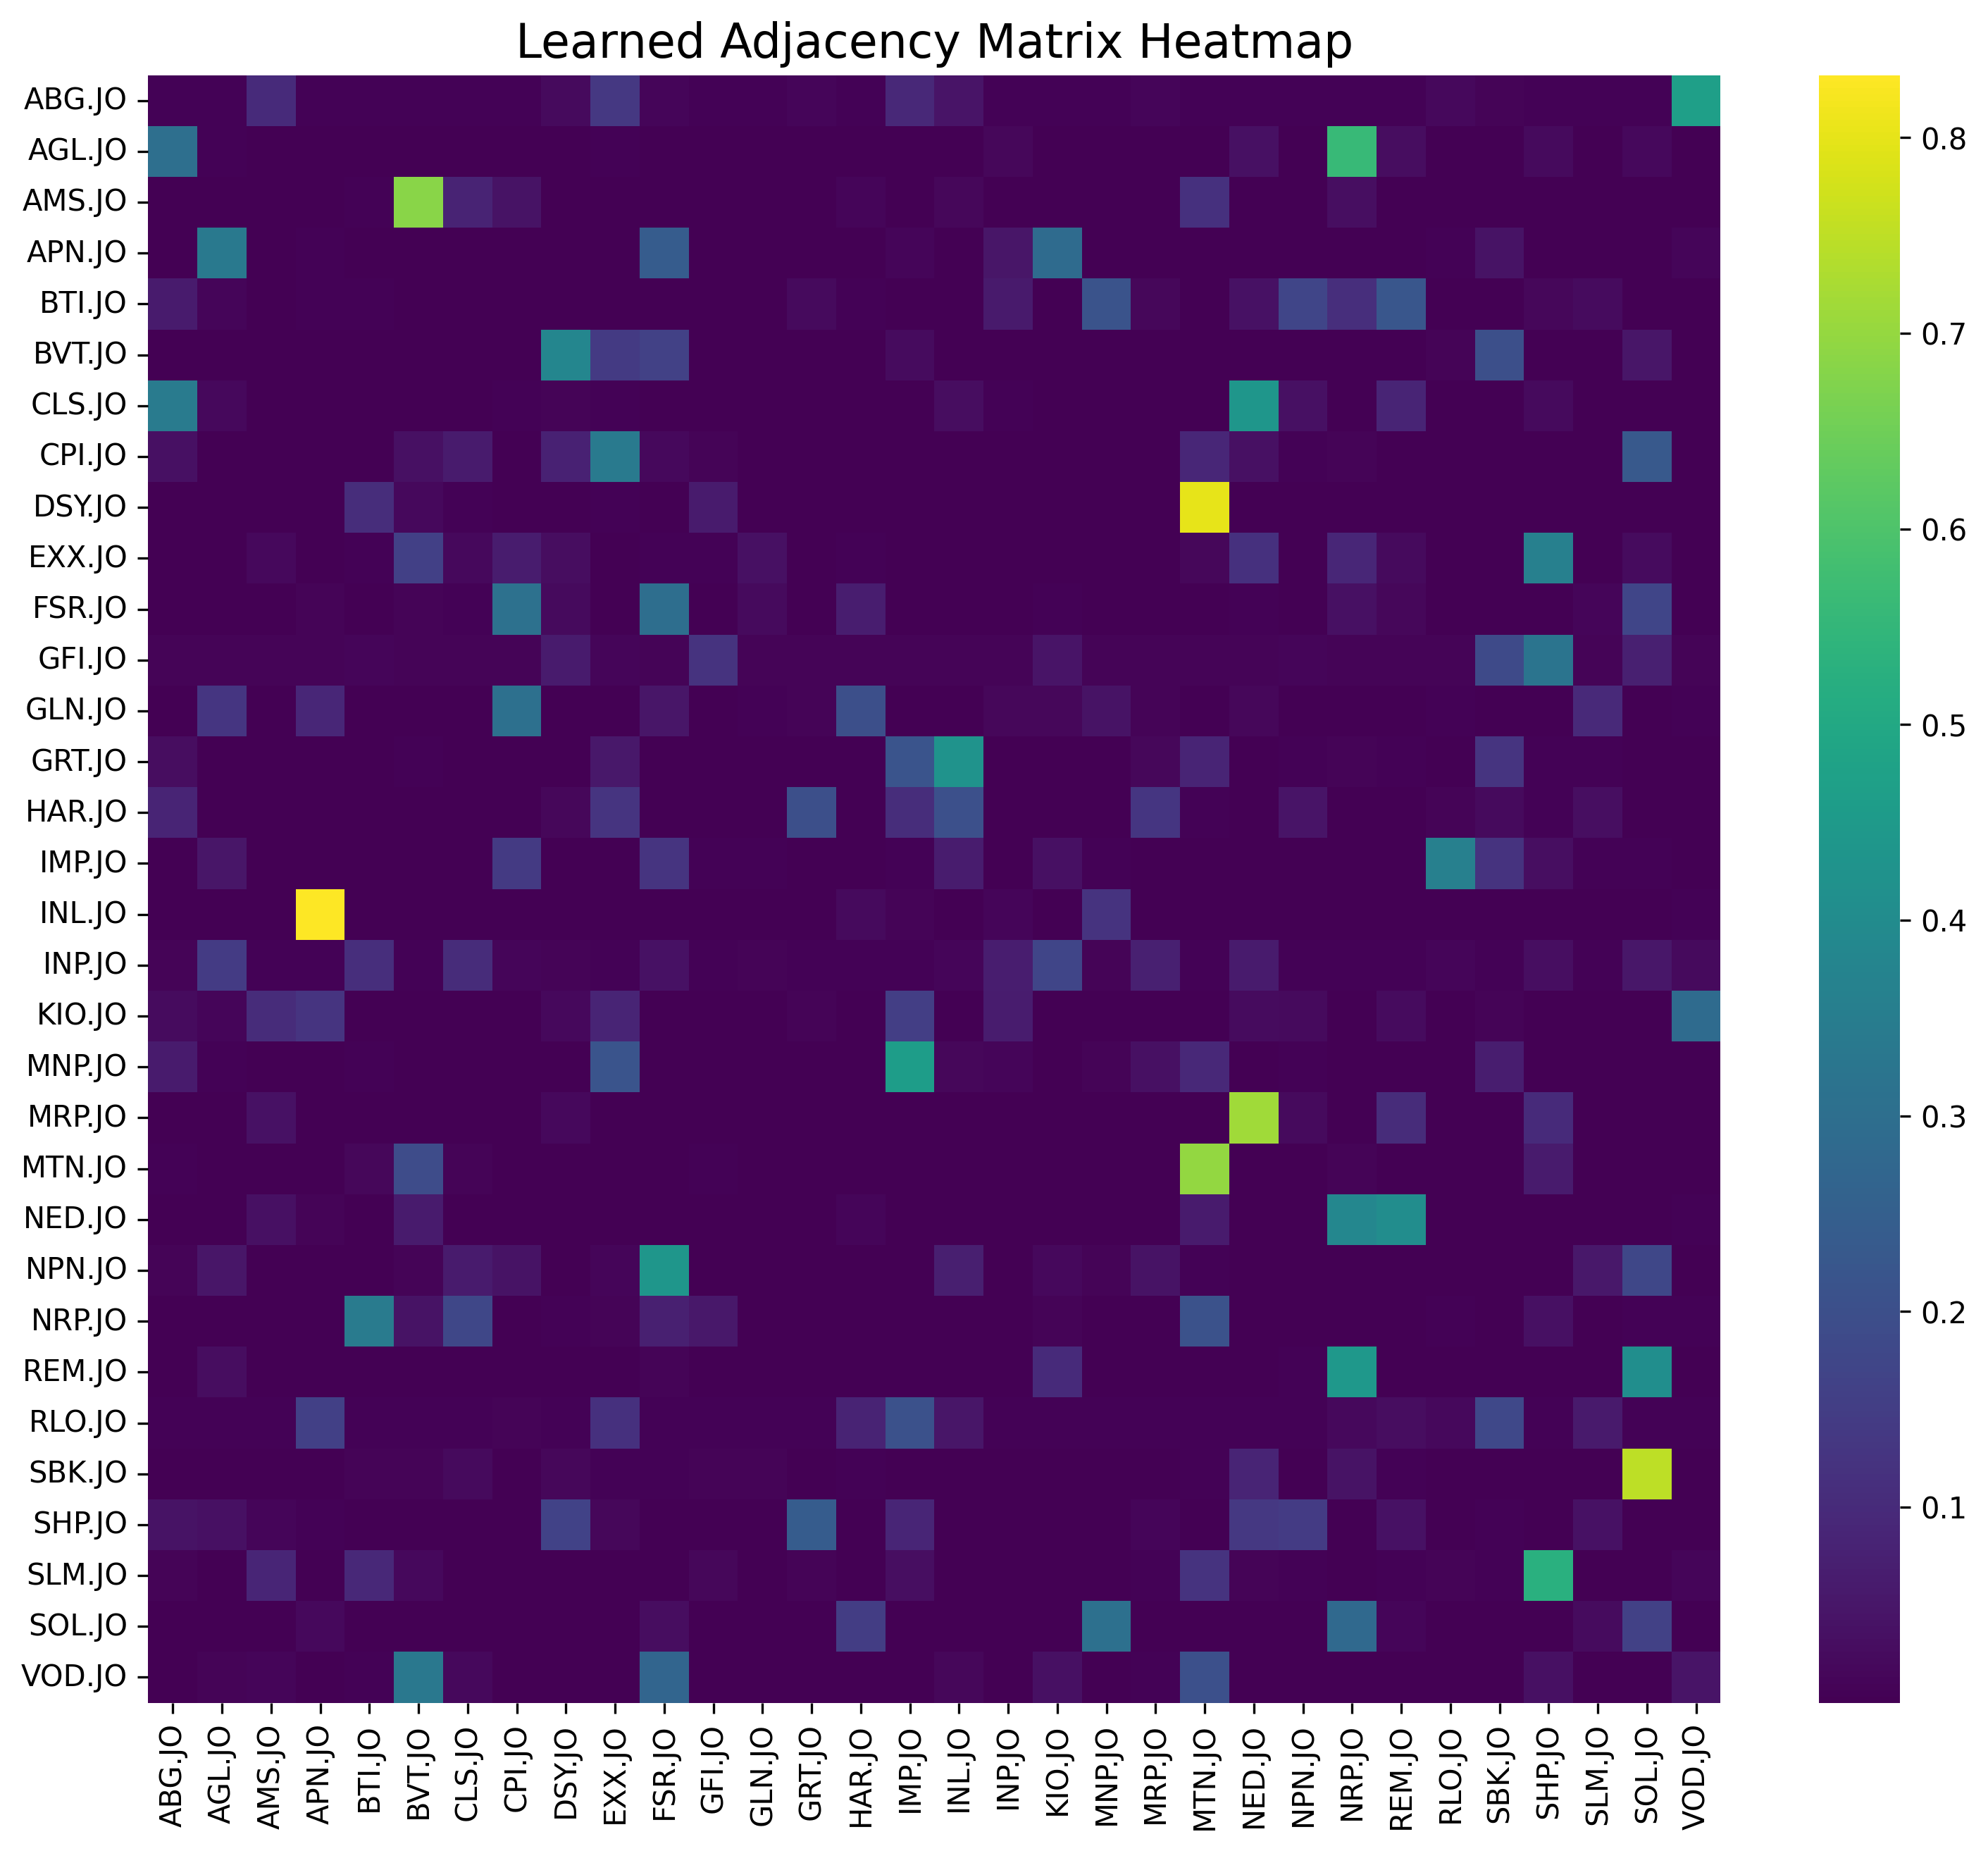 Learned Adjacency Matrix Heatmap
ABG.JO
AGL.JO
AMS.JO
APN.JO
BTI.JO
BVT.JO
CLS.JO
CPI.JO
DSY.JO
EXX.JO
FSR.JO
GFI.JO
GLN.JO
GRT.JO
HAR.JO
IMP.JO
INL.JO
INP.JO
KIO.JO
MNP.JO
MRP.JO
MTN.JO
NED.JO
NPN.JO
NRP.JO
REM.JO
RLO.JO
SBK.JO
SHP.JO
SLM.JO
SOL.JO
VOD.JO
ABG.JO
AGL.JO
AMS.JO
APN.JO
BTI.JO
BVT.JO
CLS.JO
CPI.JO
DSY.JO
EXX.JO
FSR.JO
GFI.JO
GLN.JO
GRT.JO
HAR.JO
IMP.JO
INL.JO
INP.JO
KIO.JO
MNP.JO
MRP.JO
MTN.JO
NED.JO
NPN.JO
NRP.JO
REM.JO
RLO.JO
SBK.JO
SHP.JO
SLM.JO
SOL.JO
VOD.JO
0.8
0.7
0.6
0.5
0.4
0.3
0.2
0.1